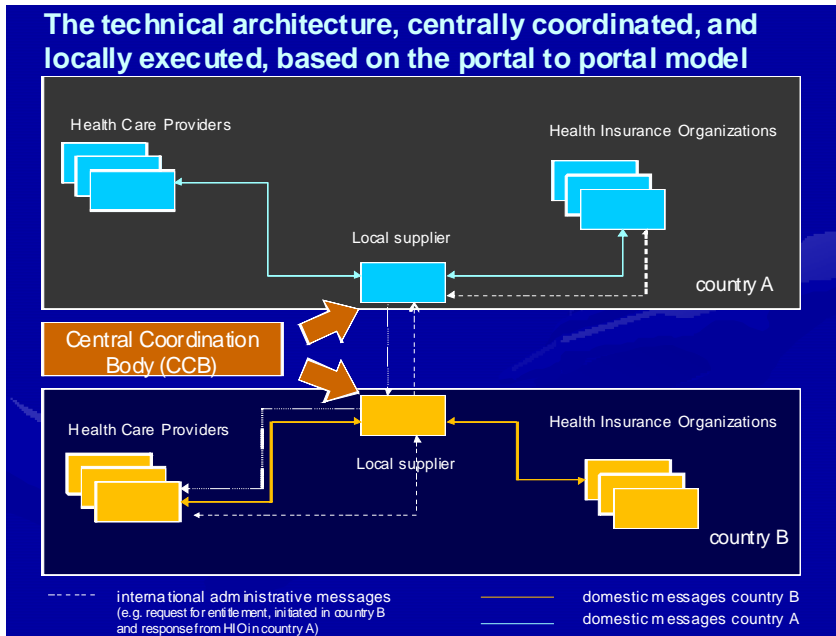 The technical architecture, centrally coordinated, and
locally executed, based on the portal to portal model
Health Care Providers
Health Insurance Organizations
Local supplier
country A
Central Coordination
Body (CCB)
Health Care Providers
Health Insurance Organizations
Local supplier
country B
international administrative messages
(e.g. request for entitlement, initiated in country B
and response from HIO in country A)
domestic messages country B
domestic messages country A